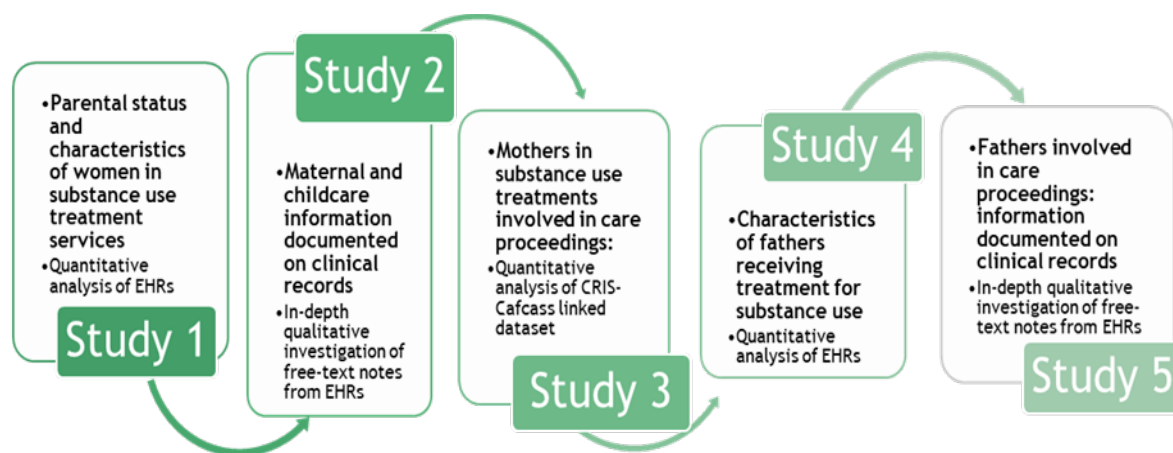 •Parental status
and
characteristics
of women in
substance use
treatment
services
•Quantitative
analysis of EHRs
Study 1
Study 2
•Maternal and
childcare
information
documented
on clinical
records
•In-depth
qualitative
investigation of
free-text notes
from EHRs
•Mothers in
substance use
treatments
involved in care
proceedings:
•Quantitative
analysis of CRIS-
Cafcass linked
dataset
Study 3
Study 4
•Characteristics
of fathers
receiving
treatment for
substance use
•Quantitative
analysis of EHRs
•Fathers involved
in care
proceedings:
information
documented on
clinical records
•In-depth qualitative
investigation of free-
text notes from EHRs
Study 5